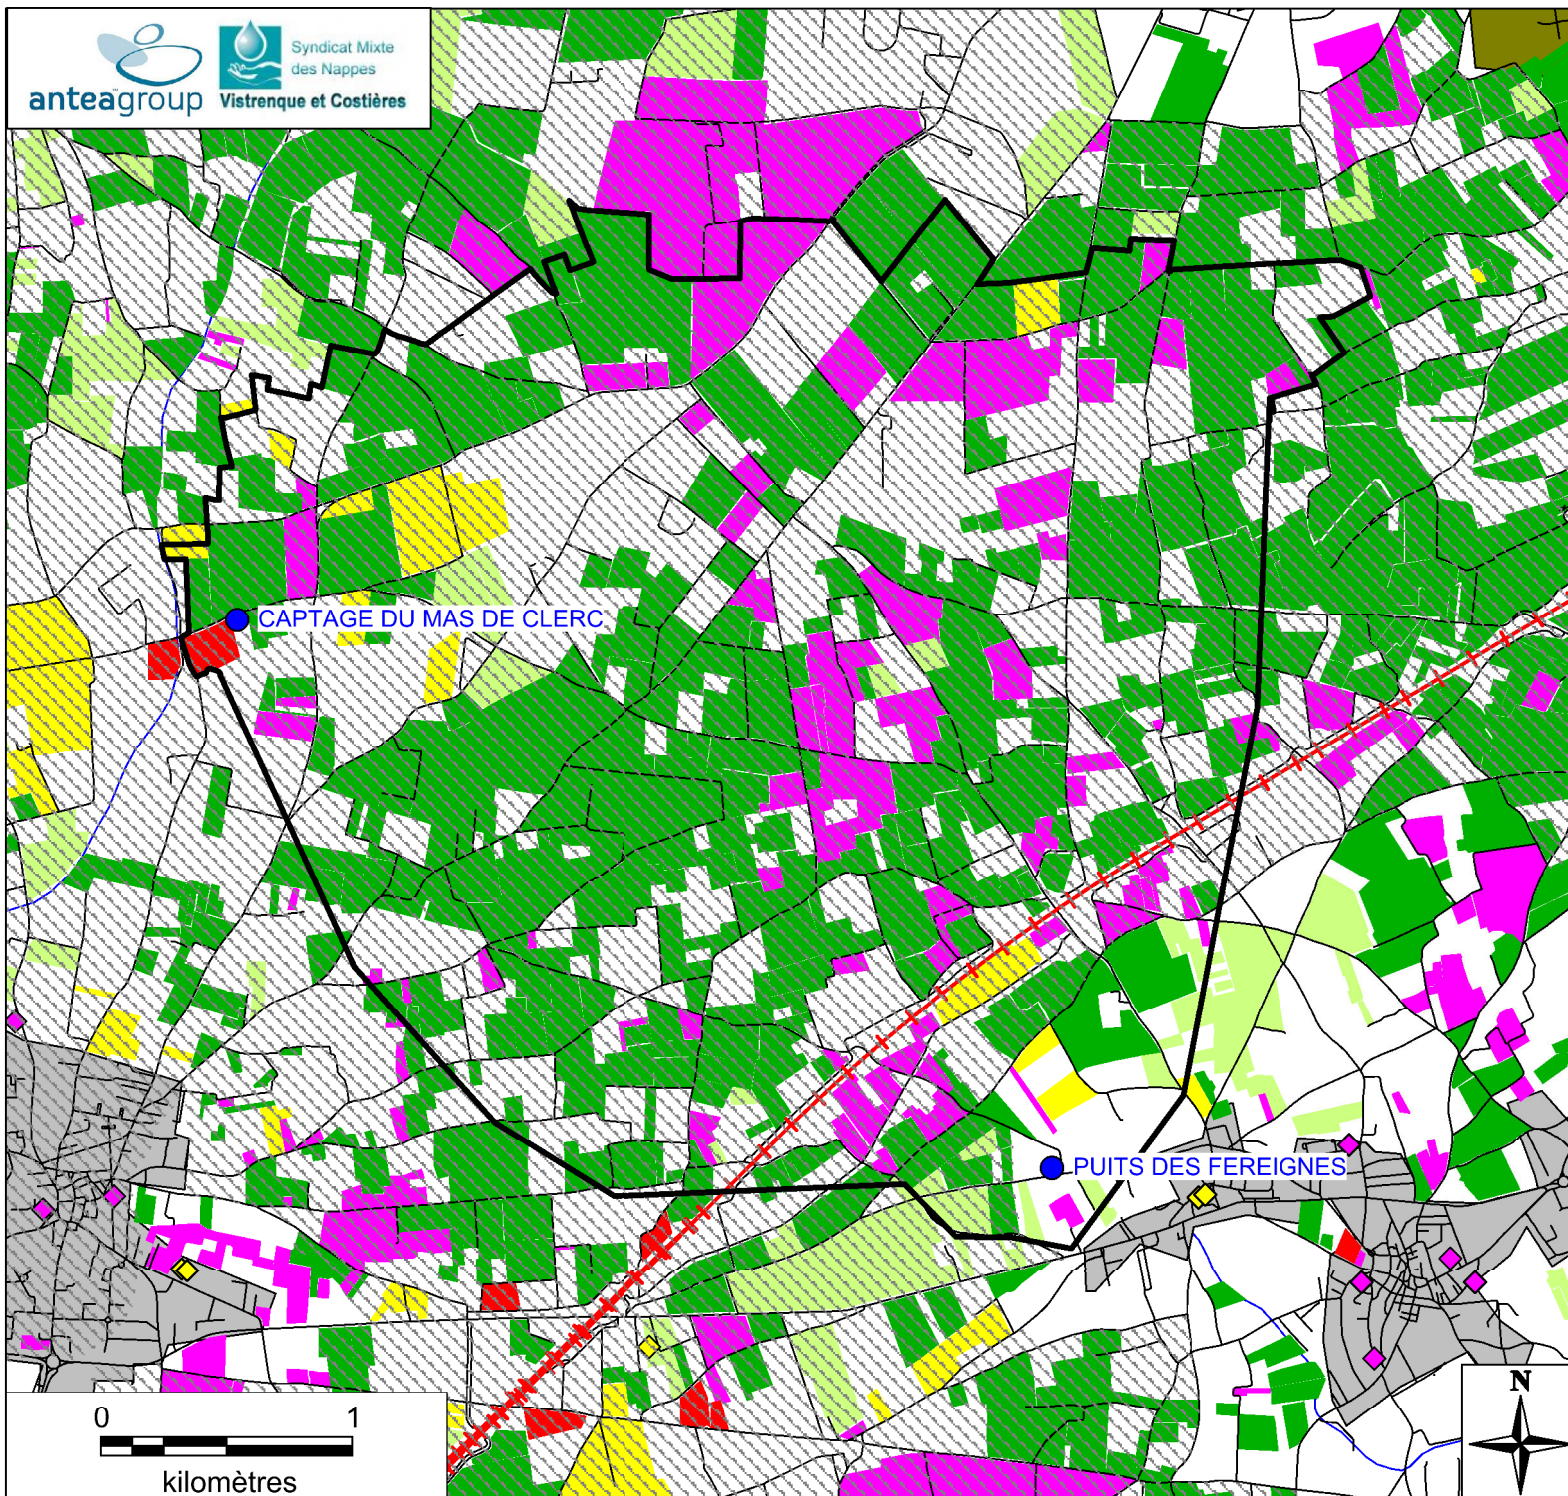 anteagroup
Syndicat Mixte
des Nappes
Vistrenque et Costières
CAPTAGE DU MAS DE CLERC
PUITS DES FEREIGNES
0 1
kilomètres
N